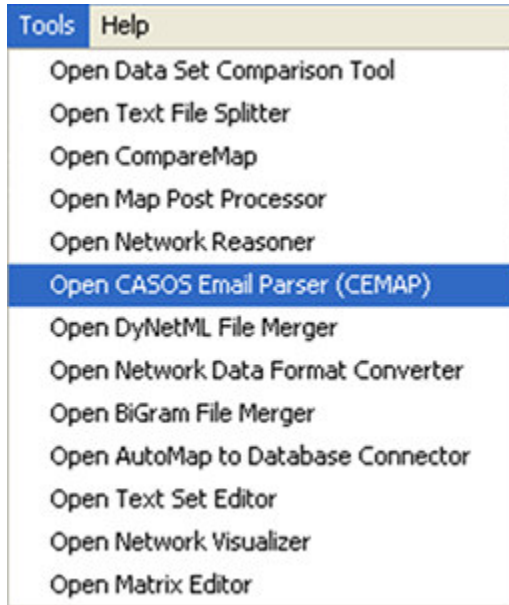 Tools Help
Open Data Set Comparison Tool
Open Text File Splitter
Open CompareMap
Open Map Post Processor
Open Network Reasoner
Open CASOS Email Parser (CEMAP)
Open DyNetML File Merger
Open Network Data Format Converter
Open BiGram File Merger
Open AutoMap to Database Connector
Open Text Set Editor
Open Network Visualizer
Open Matrix Editor